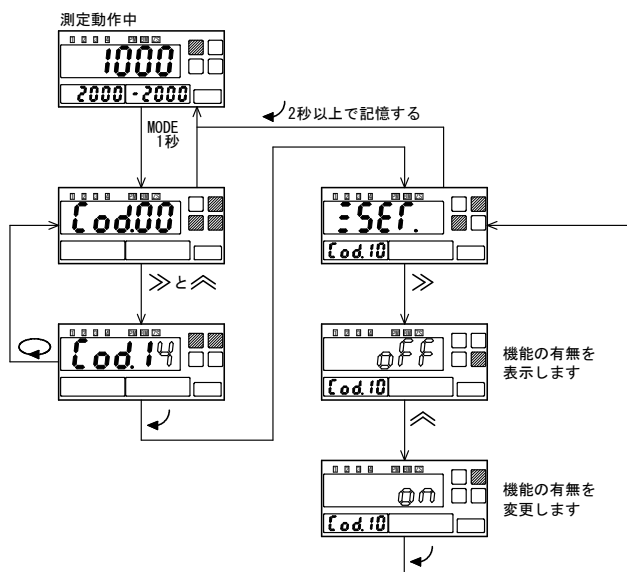 測定動作中
1000
2000 -2000
2秒以上で記憶する
MODE
1秒
Cod.00
ΞSET.
Cod.10
≫と︽
≫
Cod.14
oFF
Cod.10
機能の有無を
表示します
︽
on
Cod.10
機能の有無を
変更します